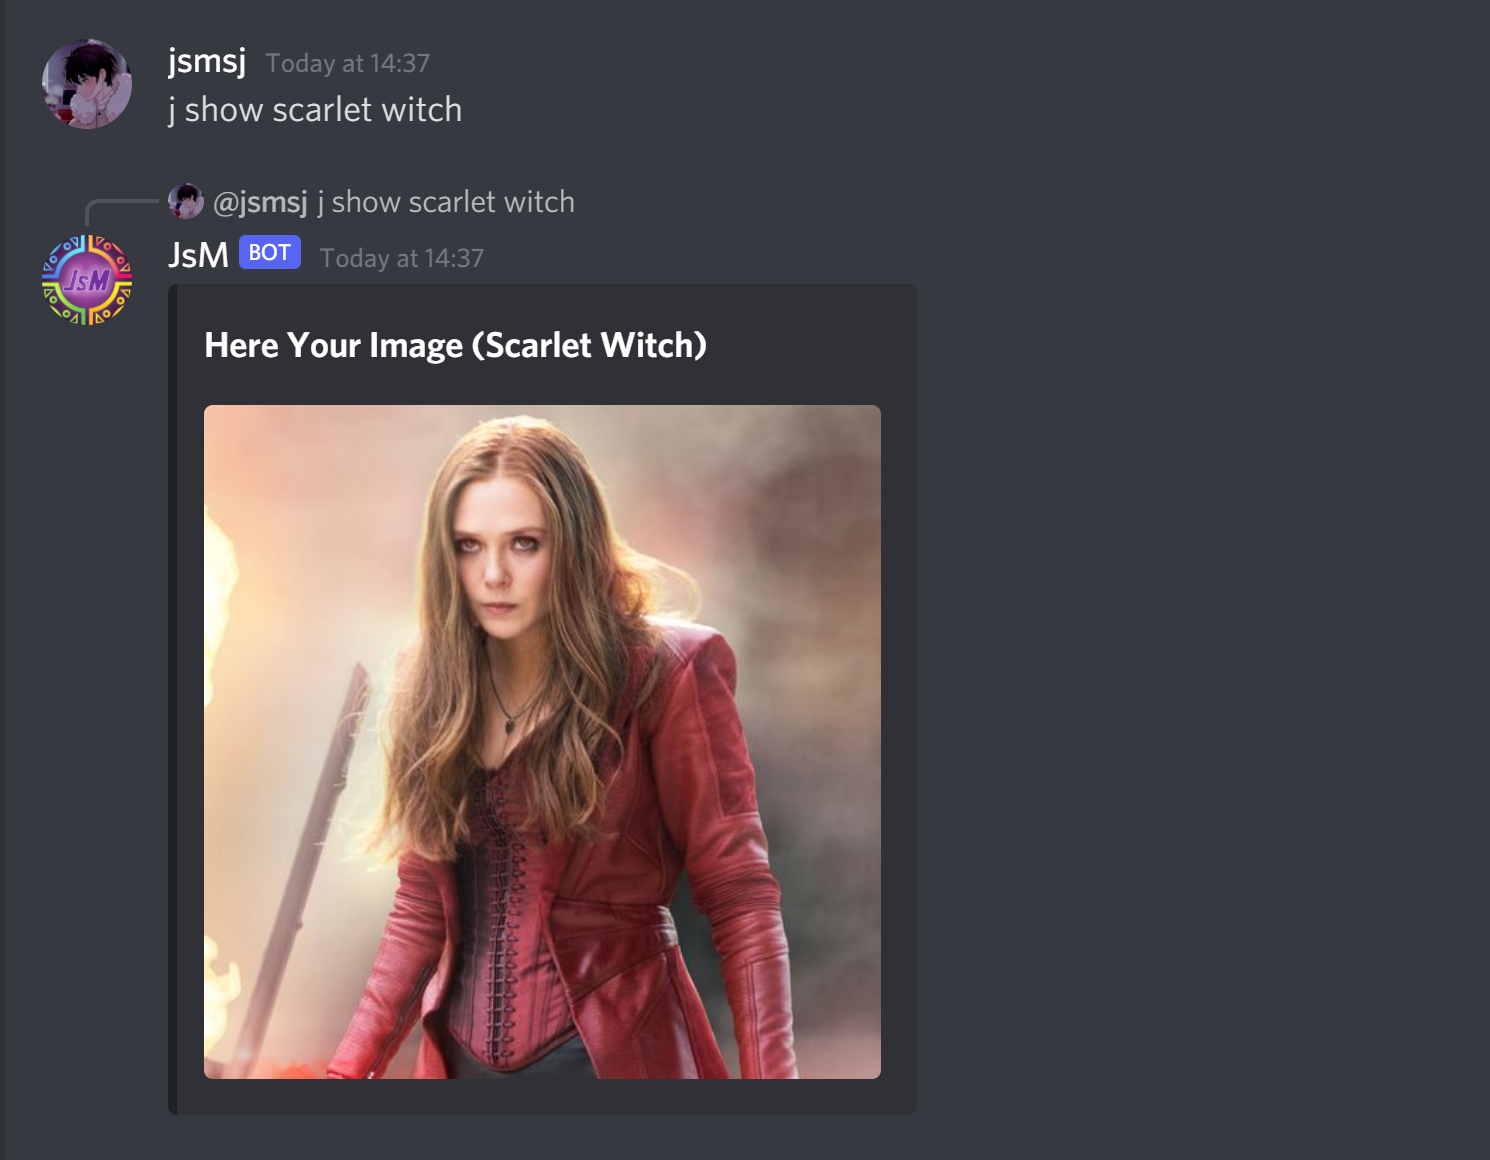 jsmsj Today at 14:37
j show scarlet witch
@jsmsj j show scarlet witch
JsM BOT Today at 14:37
JsM
Here Your Image (Scarlet Witch)